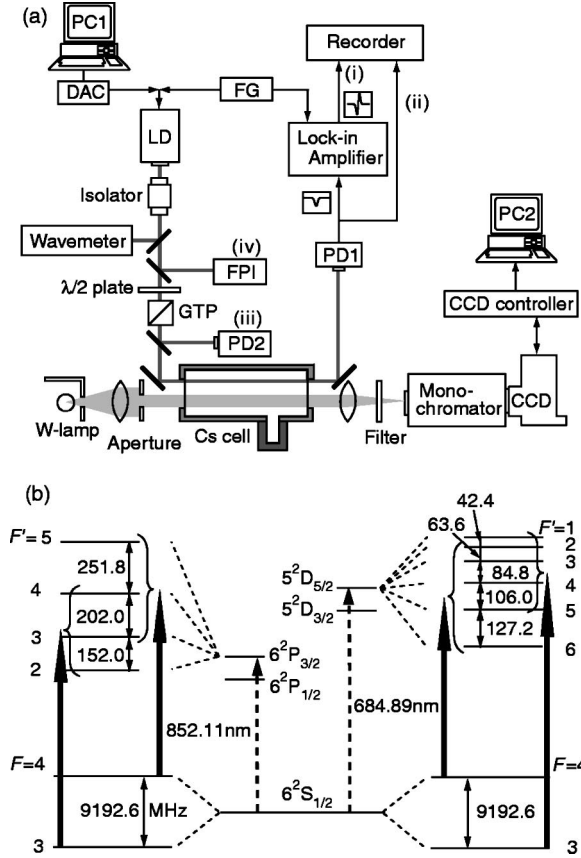 (a)
PC1
DAC
FG
LD
Isolator
Wavemeter
(iv)
FPI
λ/2 plate
GTP
(iii)
PD2
Recorder
(i)
(ii)
Lock-in
Amplifier
PD1
PC2
CCD controller
W-lamp
Aperture
Cs cell
Filter
Mono-
chromator
CCD
(b)
F'= 5
251.8
4
202.0
3
152.0
2
6²P3/2
6²P1/2
852.11nm
F=4
9192.6 MHz
3
6²S1/2
5²D5/2
5²D3/2
684.89nm
42.4
63.6
F'=1
2
3
84.8
4
106.0
5
127.2
6
F=4
9192.6
3